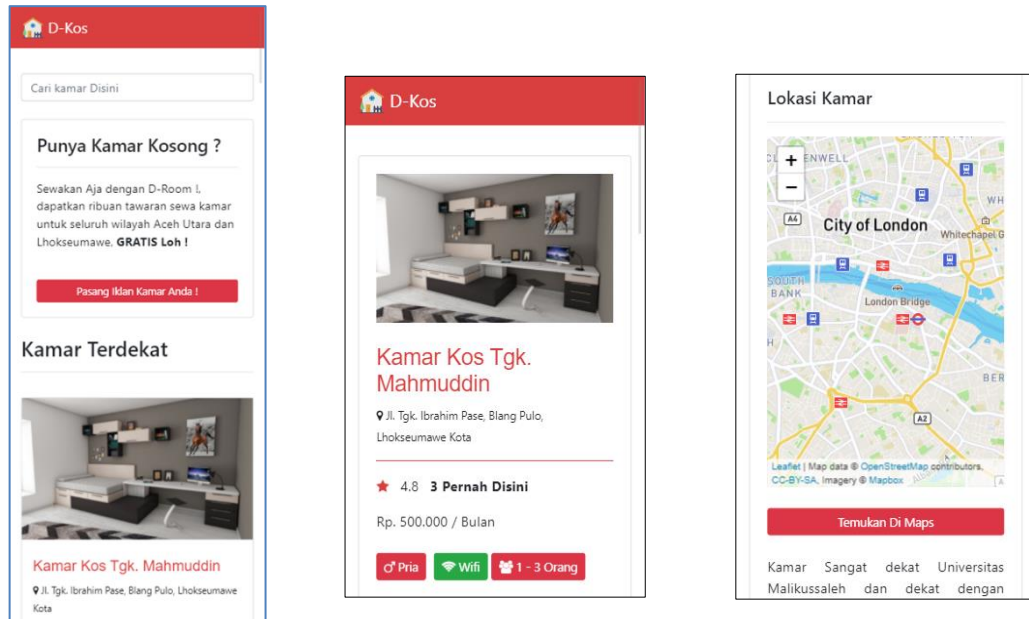 D-Kos
Cari kamar Disini
Punya Kamar Kosong ?
Sewakan Aja dengan D-Room !,
dapatkan ribuan tawaran sewa kamar
untuk seluruh wilayah Aceh Utara dan
Lhokseumawe, GRATIS Loh !
Pasang Iklan Kamar Anda !
Kamar Terdekat
Kamar Kos Tgk. Mahmuddin
Jl. Tgk. Ibrahim Pase, Blang Pulo, Lhokseumawe
Kota
D-Kos
Kamar Kos Tgk.
Mahmuddin
Jl. Tgk. Ibrahim Pase, Blang Pulo,
Lhokseumawe Kota
4.8 3 Pernah Disini
Rp. 500.000 / Bulan
Pria Wifi 1 - 3 Orang
Lokasi Kamar
+
ENWELL
−
WH
A4
City of London
Whitechapel G
SOUTH
BANK
London Bridge
H
BER
A2
Leaflet | Map data © OpenStreetMap contributors,
CC-BY-SA, Imagery © Mapbox
Temukan Di Maps
Kamar Sangat dekat Universitas
Malikussaleh dan dekat dengan